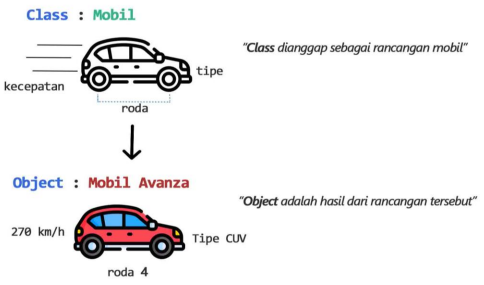 Class : Mobil
"Class dianggap sebagai rancangan mobil"
tipe
kecepatan
roda
Object : Mobil Avanza
"Object adalah hasil dari rancangan tersebut"
270 km/h
Tipe CUV
roda 4